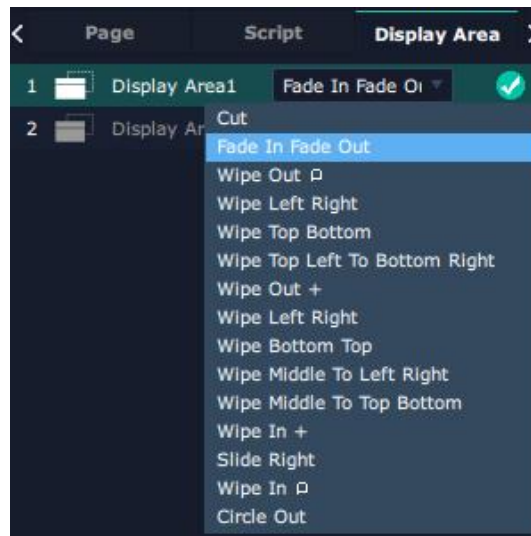 Page Script Display Area
1 Display Area1 Fade In Fade O
2 Display Ar
Cut
Fade In Fade Out
Wipe Out
Wipe Left Right
Wipe Top Bottom
Wipe Top Left To Bottom Right
Wipe Out +
Wipe Left Right
Wipe Bottom Top
Wipe Middle To Left Right
Wipe Middle To Top Bottom
Wipe In +
Slide Right
Wipe In
Circle Out